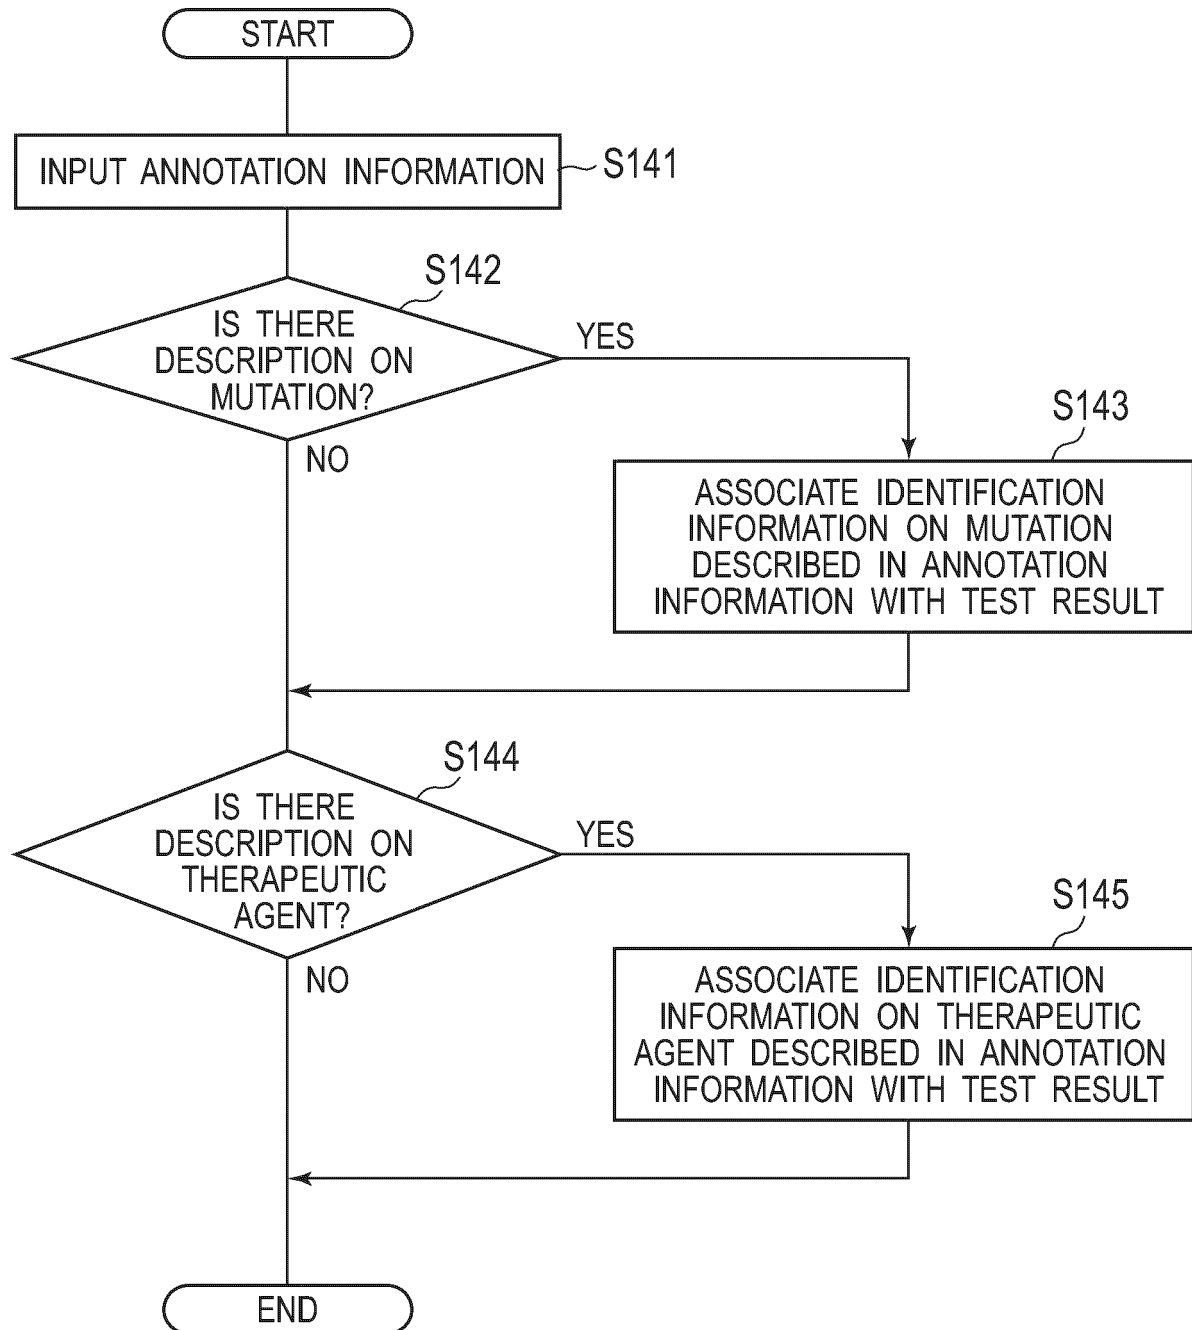 START
INPUT ANNOTATION INFORMATION
S141
S142
IS THERE
DESCRIPTION ON
MUTATION?
YES
NO
S143
ASSOCIATE IDENTIFICATION
INFORMATION ON MUTATION
DESCRIBED IN ANNOTATION
INFORMATION WITH TEST RESULT
S144
IS THERE
DESCRIPTION ON
THERAPEUTIC
AGENT?
YES
NO
S145
ASSOCIATE IDENTIFICATION
INFORMATION ON THERAPEUTIC
AGENT DESCRIBED IN ANNOTATION
INFORMATION WITH TEST RESULT
END